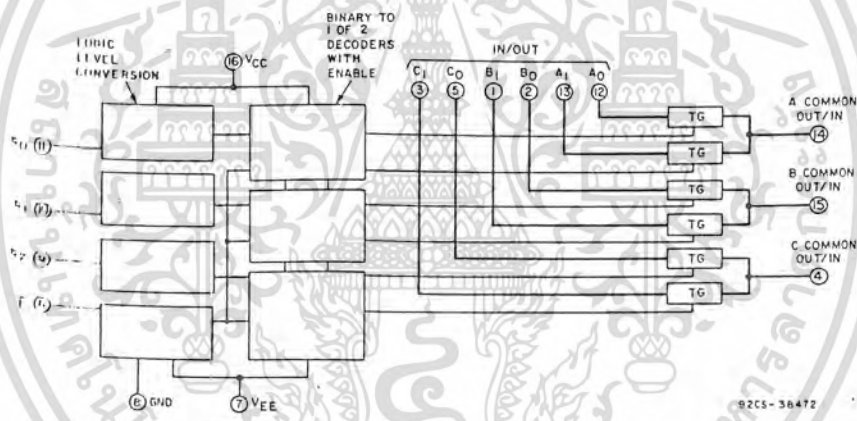 LOGIC
LEVEL
CONVERSION
16 VCC
BINARY TO
1 OF 2
DECODERS
WITH
ENABLE
IN/OUT
C1 C0 B1 B0 A1 A0
3 5 1 2 13 12
TG
A COMMON
OUT/IN
14
TG
TG
B COMMON
OUT/IN
15
TG
TG
C COMMON
OUT/IN
4
TG
8 GND
7 VEE
92CS-38472